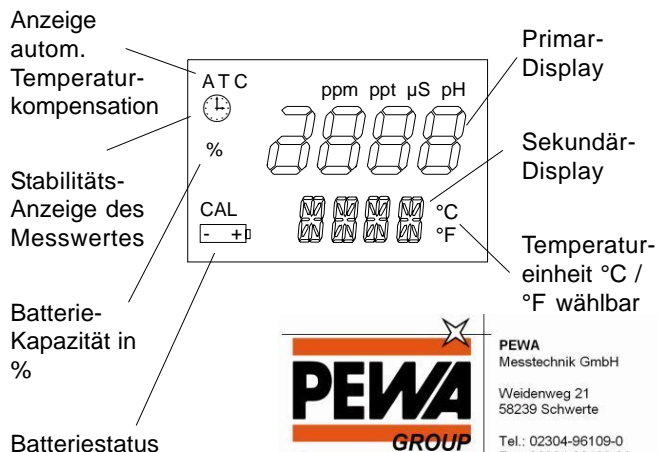 Anzeige
autom.
Temperatur-
kompensation
Stabilitäts-
Anzeige des
Messwertes
Batterie-
Kapazität in
%
Batteriestatus
ATC
ppm ppt µS pH
%
CAL
- +
°C
°F
Primar-
Display
Sekundär-
Display
Temperatur-
einheit °C /
°F wählbar
PEWA
GROUP
PEWA
Messtechnik GmbH
Weidenweg 21
58239 Schwerte
Tel.: 02304-96109-0